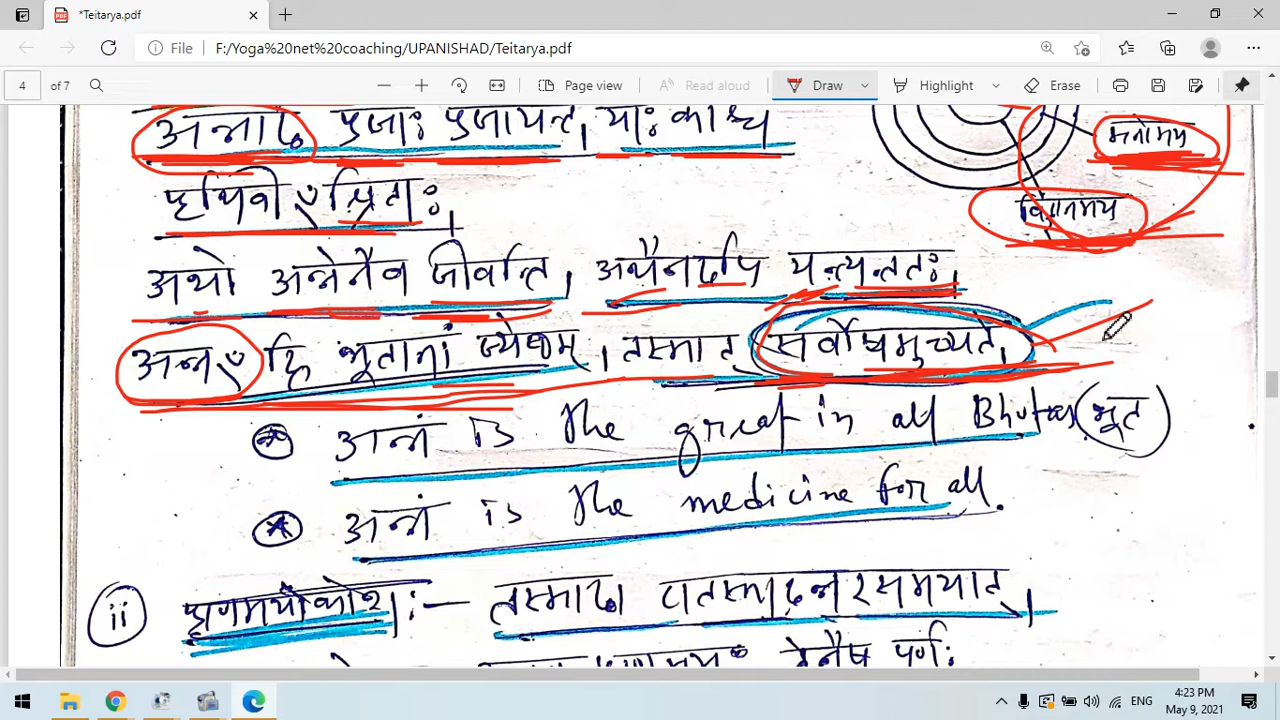 *Teitarya.pdf
File F:/Yoga%20net%20coaching/UPANISHAD/Teitarya.pdf
4 of 7 Page view Read aloud Draw Highlight Erase
अन्नाद प्रजाः प्रजायन्ते, याः काश्च
मनोमय
पृथिवी ँ श्रिताः।
विज्ञानमय
अथो अन्नेनैव जीवन्ति, अथैनदपि यन्त्यन्ततः,
अन्न ँ हि भूतानां ज्येष्ठम्, तस्मात् सर्वोषधमुच्यते,
अन्नं is the great in all Bhutas (भूत)
अन्नं is the medicine for all.
ii प्राणमयकोश :- तस्माद्वा एतस्मादन्नरसमयात्,
ENG 4:23 PM
May 9, 2021